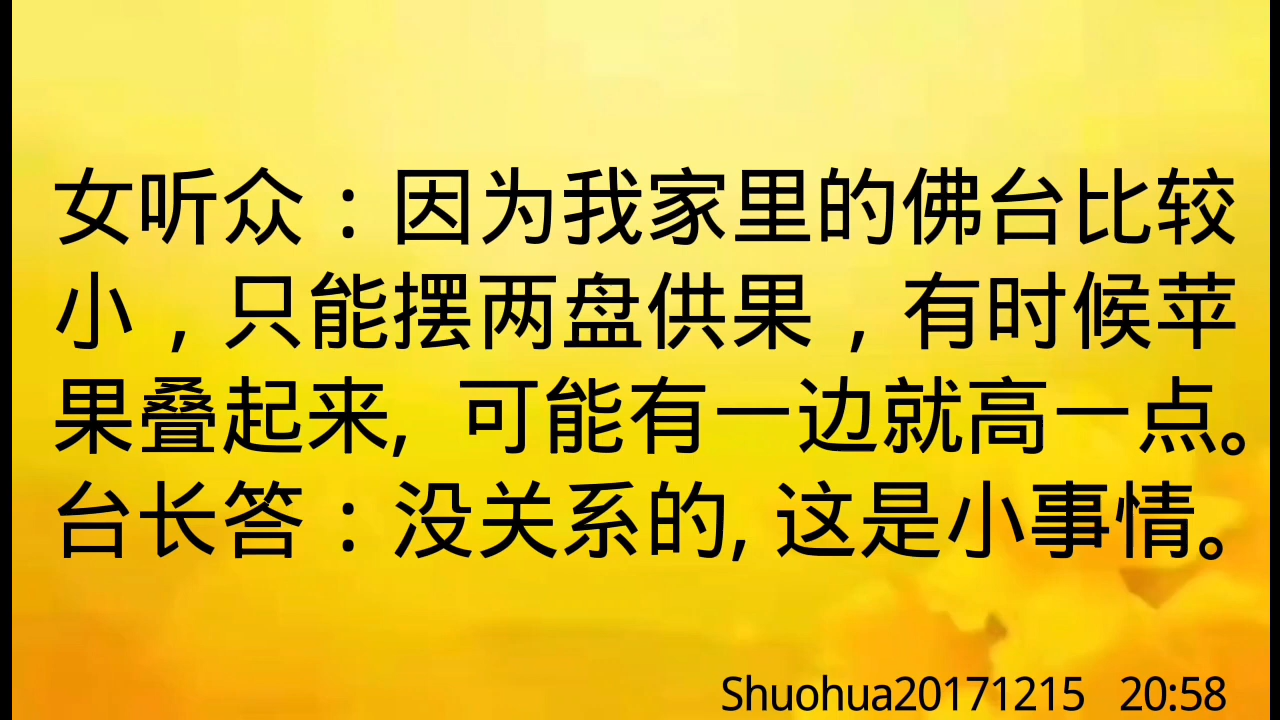 女听众：因为我家里的佛台比较
小，只能摆两盘供果，有时候苹
果叠起来, 可能有一边就高一点。
台长答：没关系的, 这是小事情。
Shuohua20171215 20:58